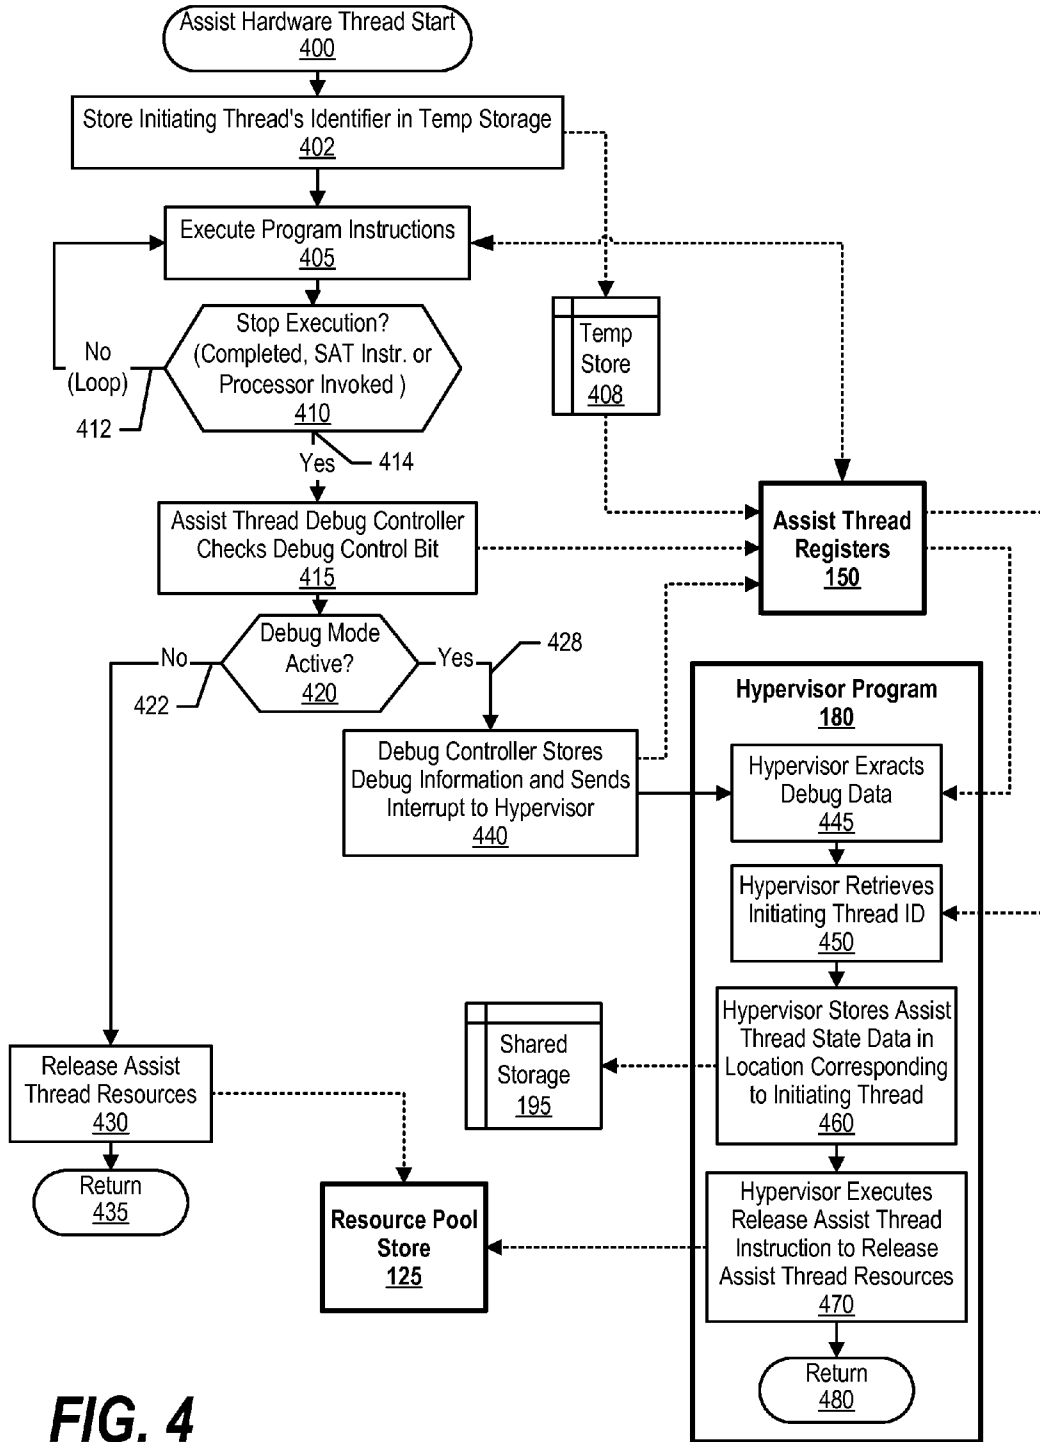 Assist Hardware Thread Start
400
Store Initiating Thread's Identifier in Temp Storage
402
Execute Program Instructions
405
Stop Execution?
(Completed, SAT Instr. or
Processor Invoked )
410
No
(Loop)
412
Yes
414
Temp
Store
408
Assist Thread Debug Controller
Checks Debug Control Bit
415
Assist Thread
Registers
150
Debug Mode
Active?
420
No
422
Yes
428
Debug Controller Stores
Debug Information and Sends
Interrupt to Hypervisor
440
Hypervisor Program
180
Hypervisor Exracts
Debug Data
445
Hypervisor Retrieves
Initiating Thread ID
450
Hypervisor Stores Assist
Thread State Data in
Location Corresponding
to Initiating Thread
460
Shared
Storage
195
Release Assist
Thread Resources
430
Return
435
Resource Pool
Store
125
Hypervisor Executes
Release Assist Thread
Instruction to Release
Assist Thread Resources
470
Return
480
FIG. 4